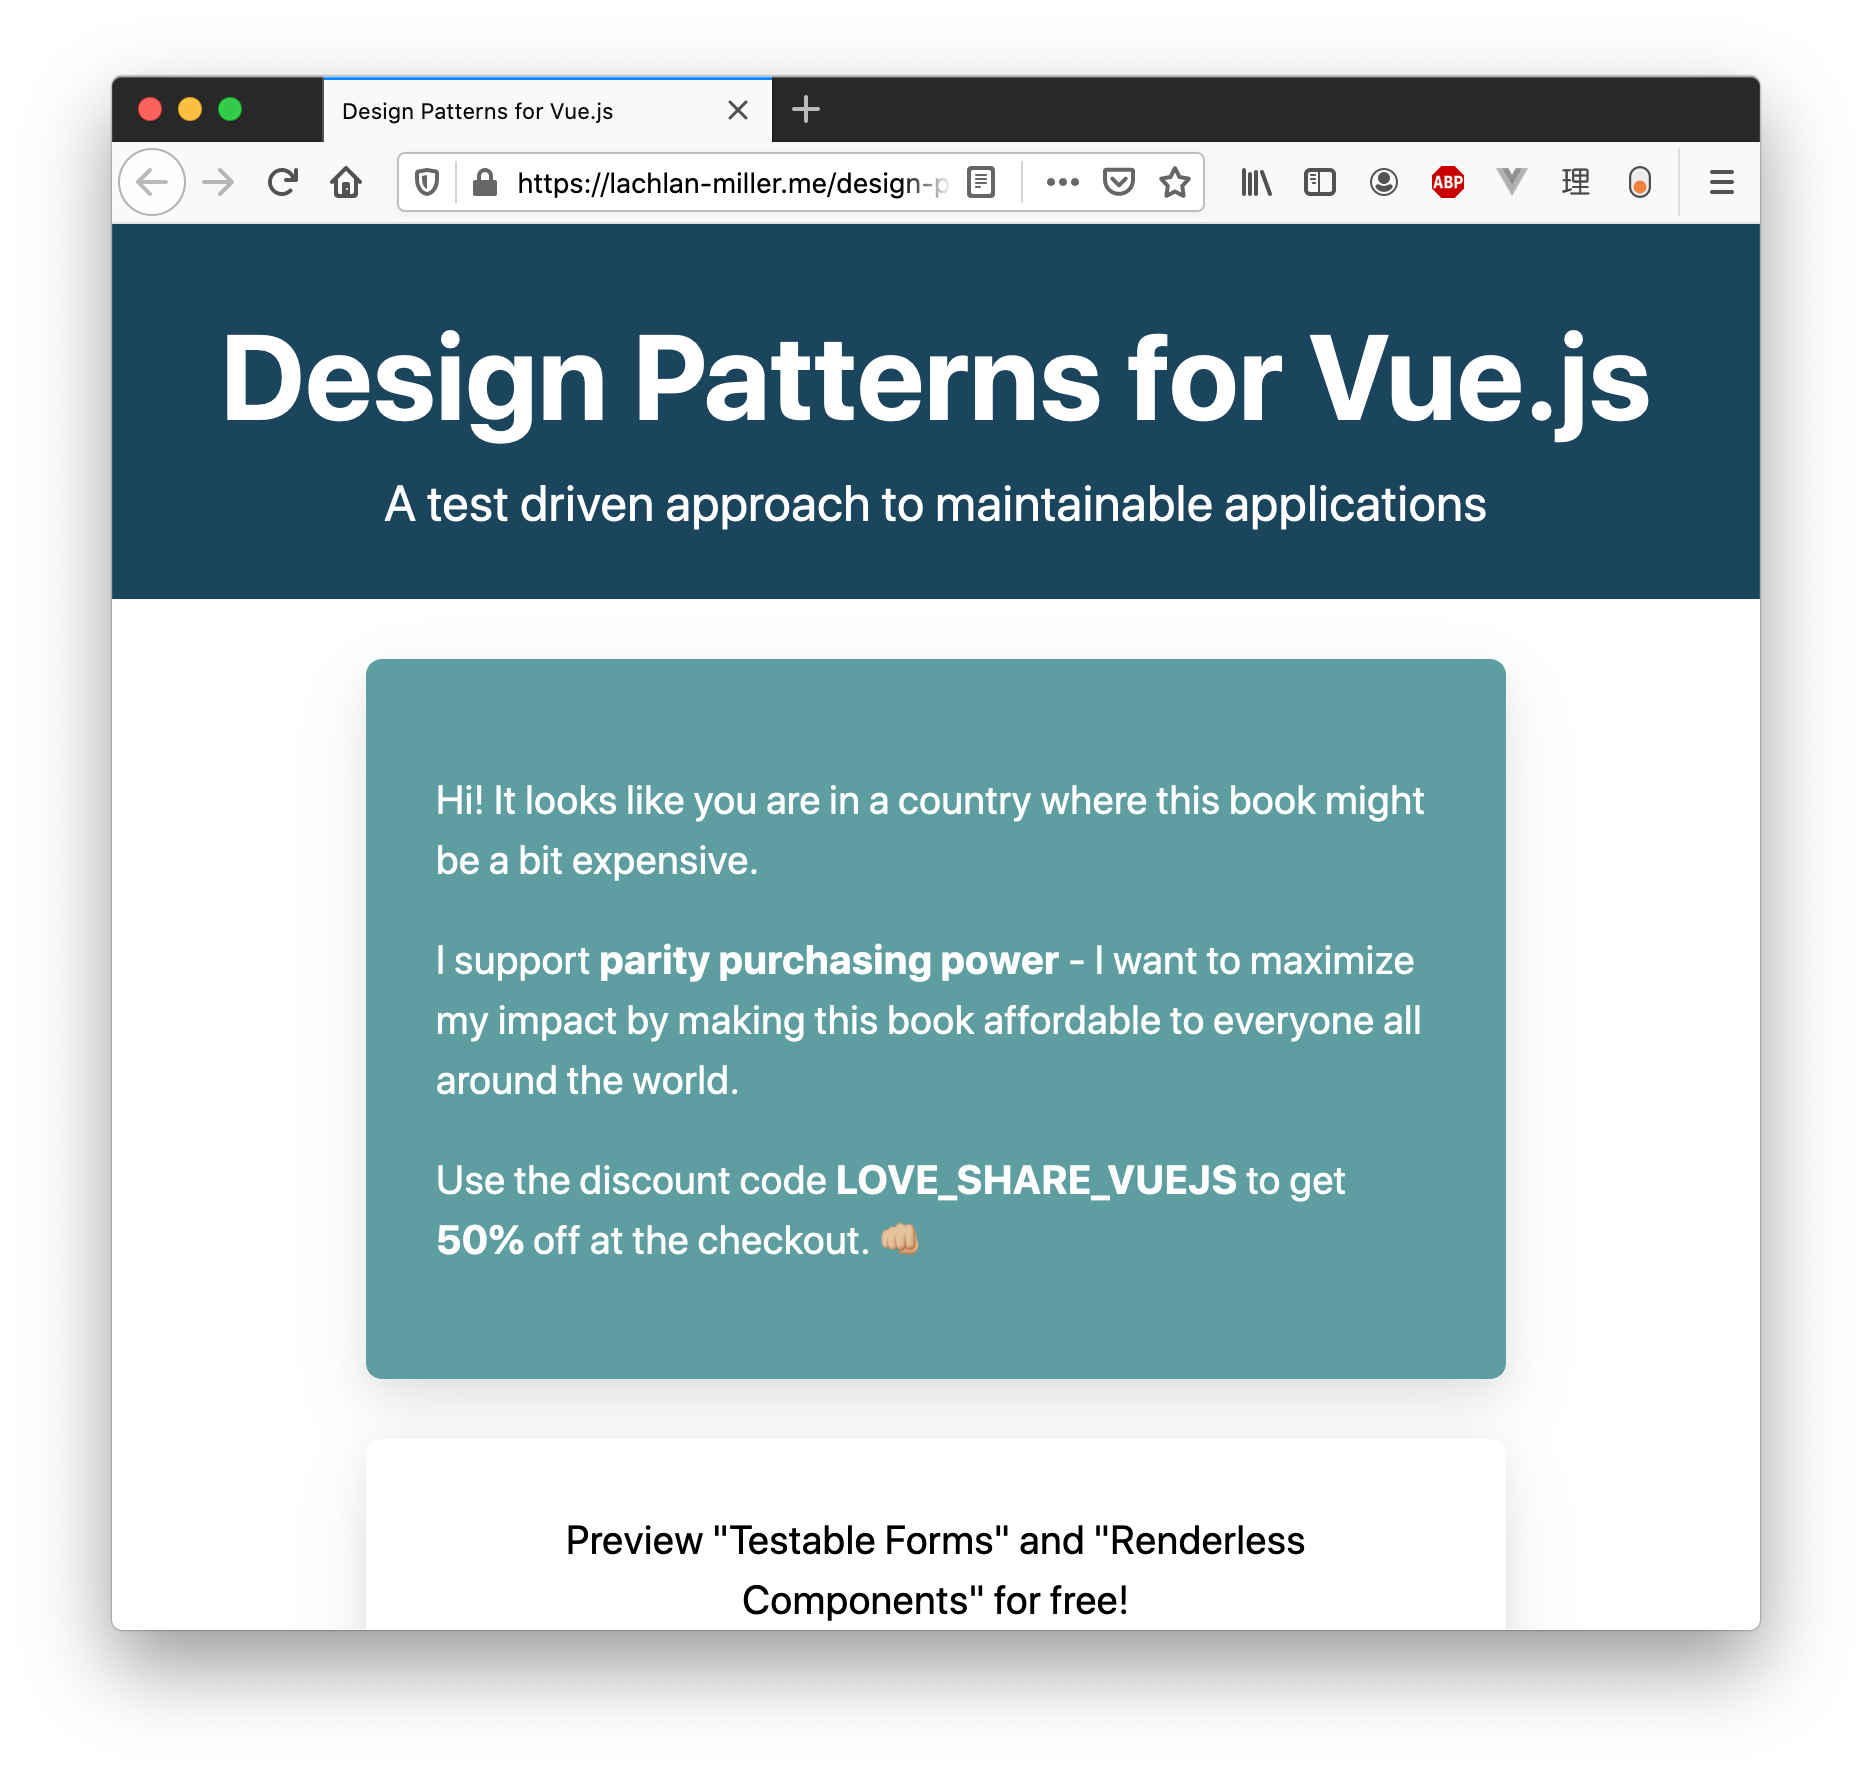 Design Patterns for Vue.js
https://lachlan-miller.me/design-p
ABP
理
Design Patterns for Vue.js
A test driven approach to maintainable applications
Hi! It looks like you are in a country where this book might
be a bit expensive.
I support parity purchasing power - I want to maximize
my impact by making this book affordable to everyone all
around the world.
Use the discount code LOVE_SHARE_VUEJS to get
50% off at the checkout. 👊🏼
Preview "Testable Forms" and "Renderless
Components" for free!